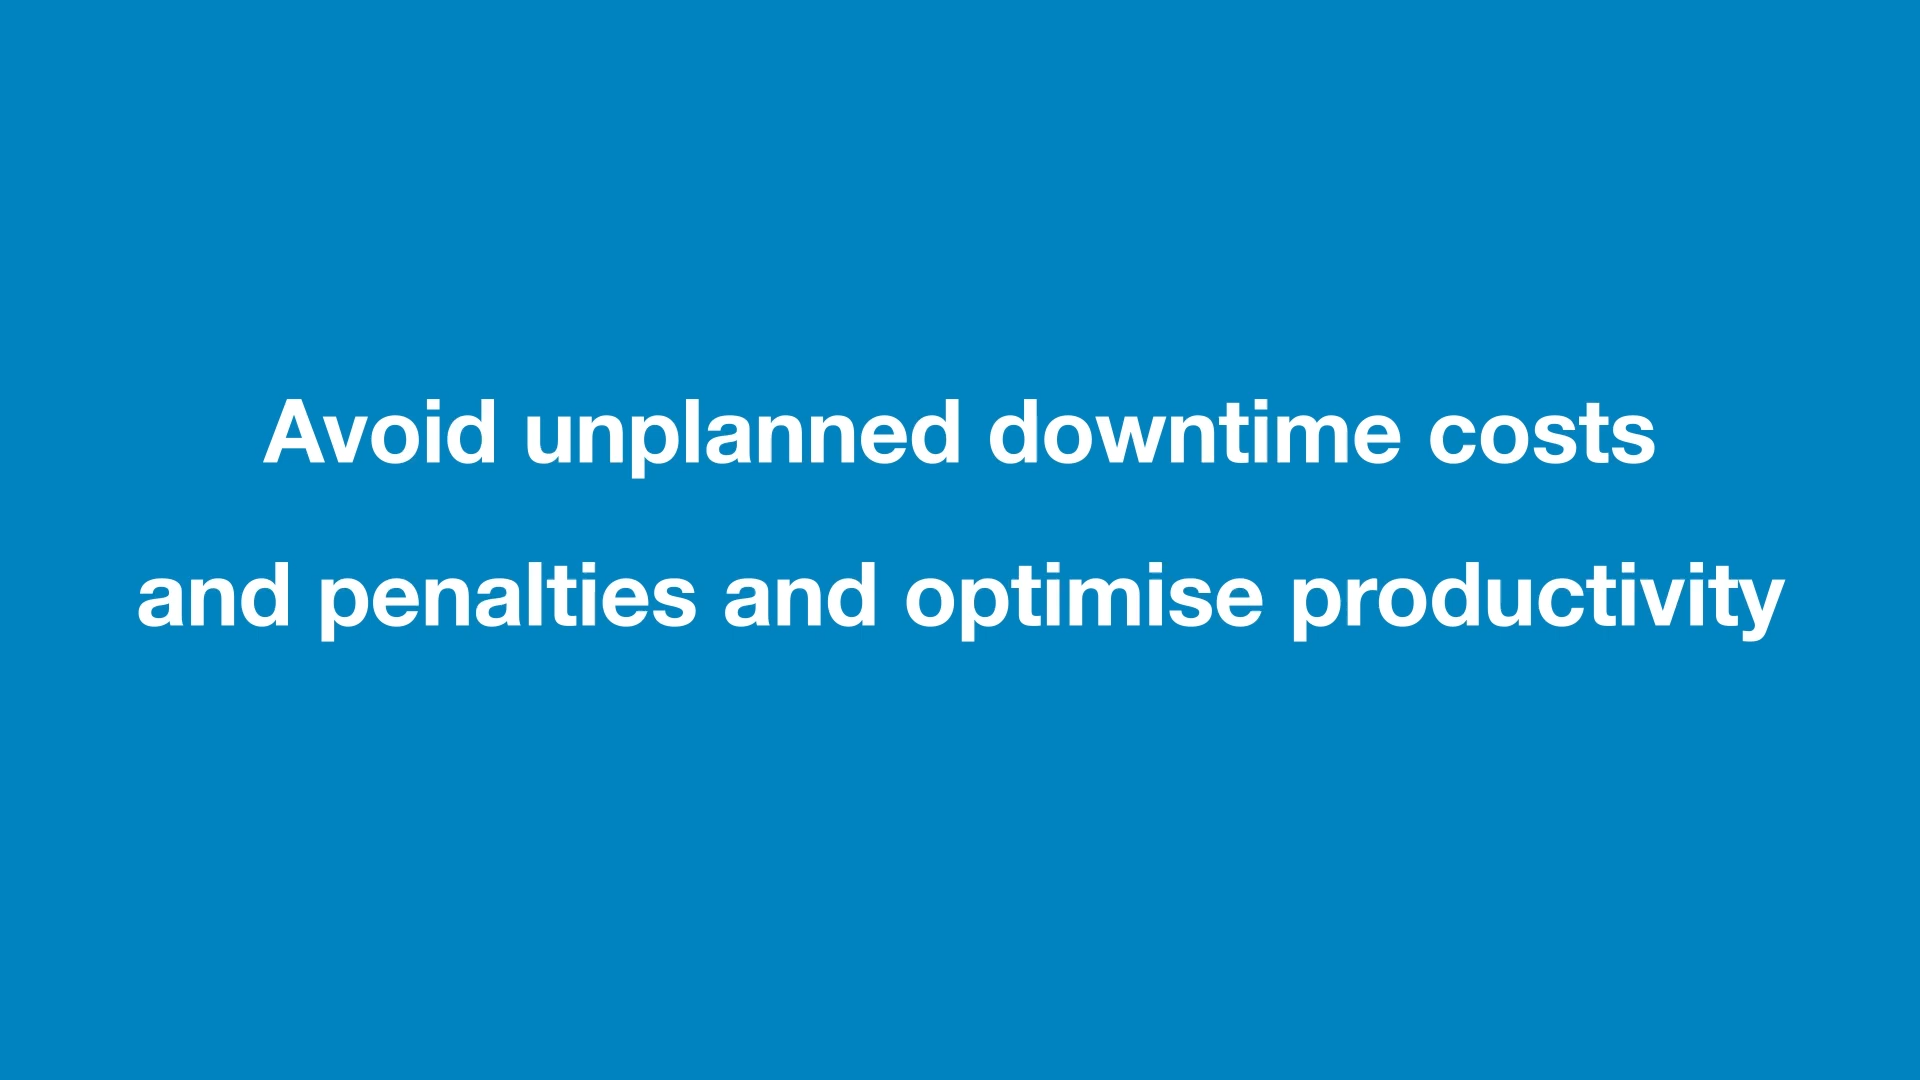 Avoid unplanned downtime costs
and penalties and optimise productivity